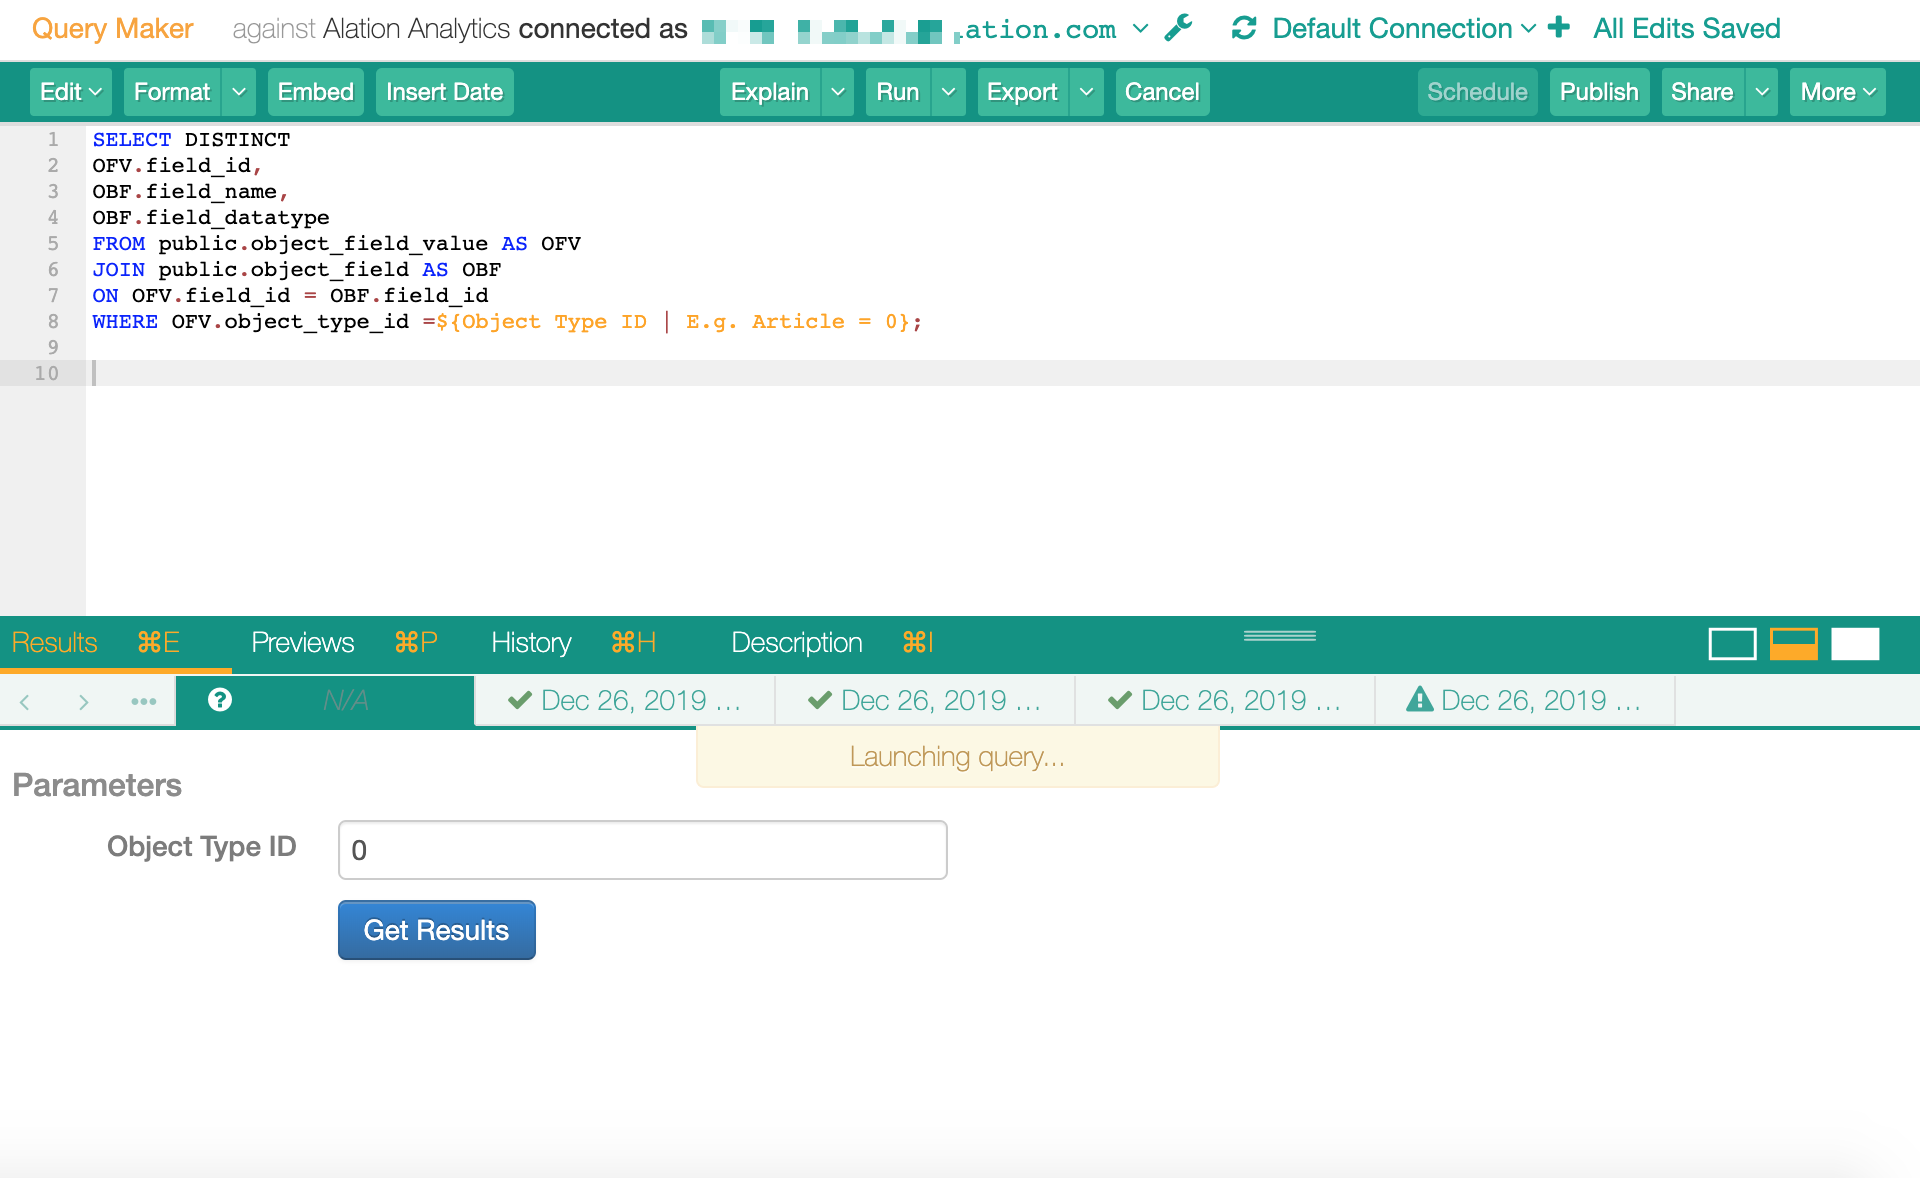 Query Maker against Alation Analytics connected as ation.com Default Connection All Edits Saved
Edit Format Embed Insert Date Explain Run Export Cancel Schedule Publish Share More
1 SELECT DISTINCT
2 OFV.field_id,
3 OBF.field_name,
4 OBF.field_datatype
5 FROM public.object_field_value AS OFV
6 JOIN public.object_field AS OBF
7 ON OFV.field_id = OBF.field_id
8 WHERE OFV.object_type_id =${Object Type ID | E.g. Article = 0};
9
10
Results ⌘E Previews ⌘P History ⌘H Description ⌘I
N/A Dec 26, 2019 ... Dec 26, 2019 ... Dec 26, 2019 ... Dec 26, 2019 ...
Launching query...
Parameters
Object Type ID 0
Get Results